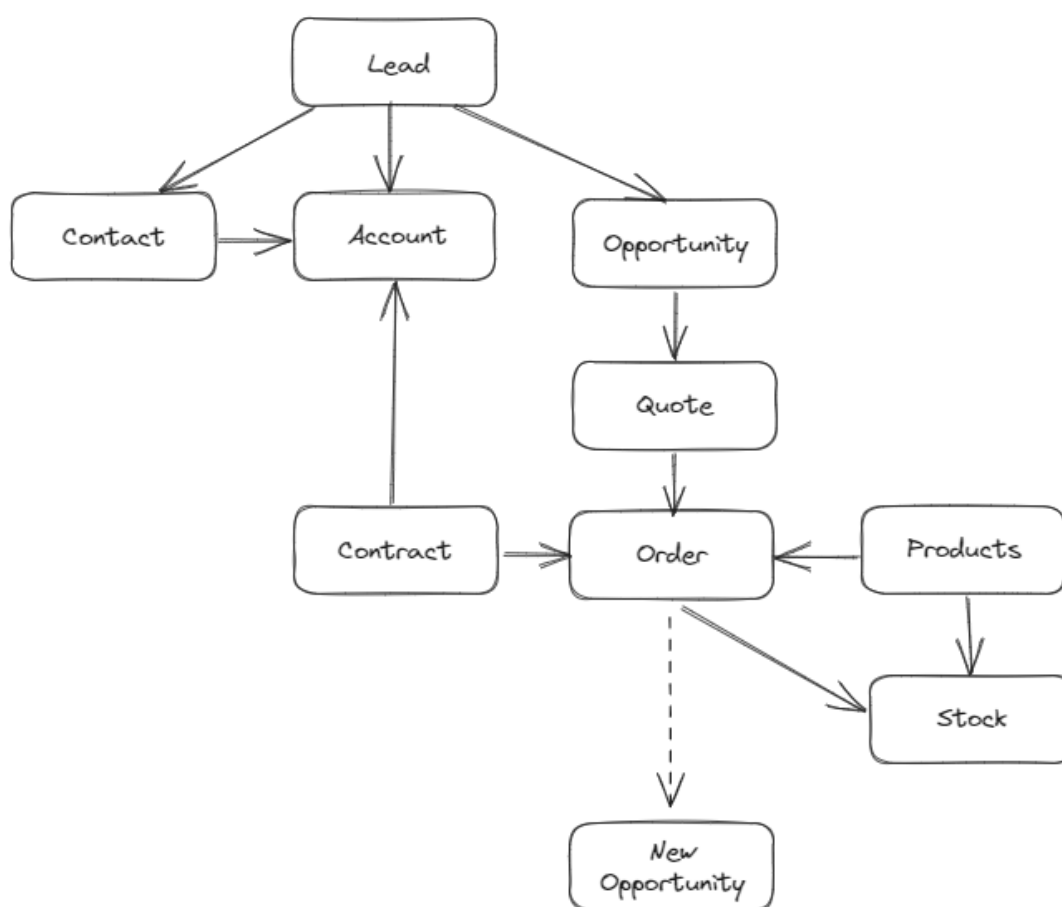 Lead
Contact
Account
Opportunity
Quote
Contract
Order
Products
Stock
New
Opportunity